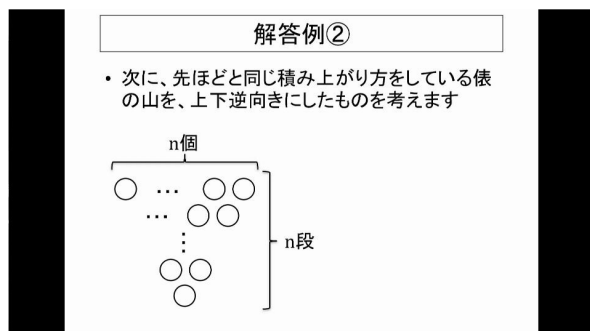 解答例②
• 次に、先ほどと同じ積み上がり方をしている俵
の山を、上下逆向きにしたものを考えます
n個
…
…
⋮
n段